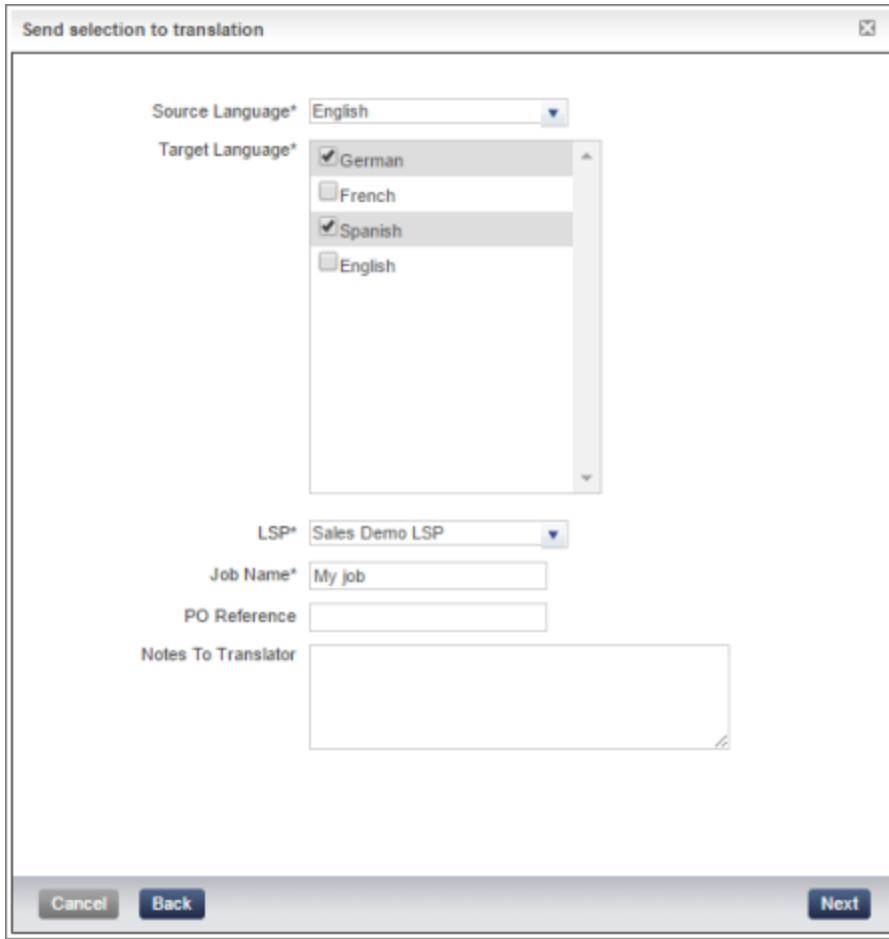 Send selection to translation
Source Language* English
Target Language*
German
French
Spanish
English
LSP* Sales Demo LSP
Job Name* My job
PO Reference
Notes To Translator
Cancel Back Next